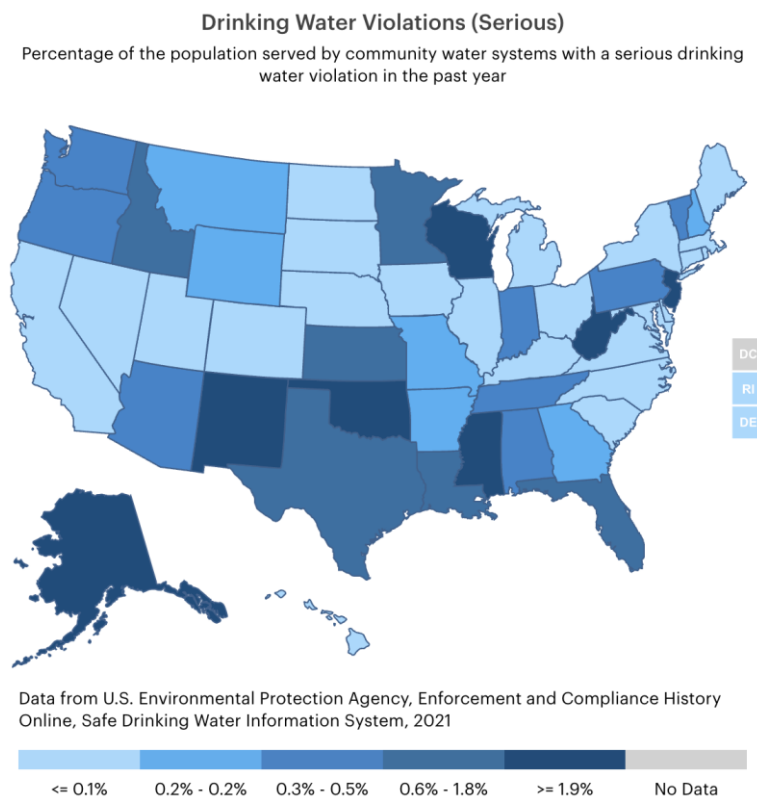 Drinking Water Violations (Serious)
Percentage of the population served by community water systems with a serious drinking
water violation in the past year
DC
RI
DE
Data from U.S. Environmental Protection Agency, Enforcement and Compliance History
Online, Safe Drinking Water Information System, 2021
<= 0.1% 0.2% - 0.2% 0.3% - 0.5% 0.6% - 1.8% >= 1.9% No Data